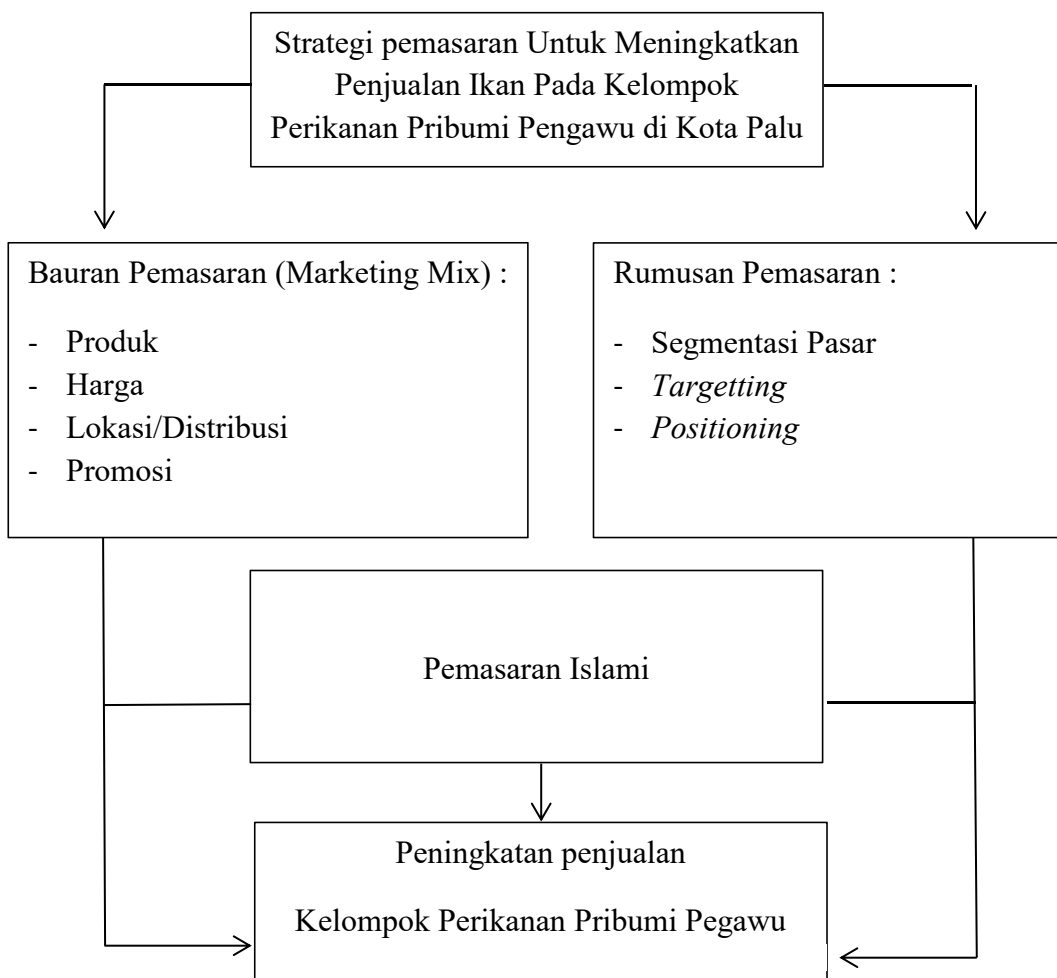 Strategi pemasaran Untuk Meningkatkan
Penjualan Ikan Pada Kelompok
Perikanan Pribumi Pengawu di Kota Palu
Bauran Pemasaran (Marketing Mix) :
- Produk
- Harga
- Lokasi/Distribusi
- Promosi
Rumusan Pemasaran :
- Segmentasi Pasar
- Targetting
- Positioning
Pemasaran Islami
Peningkatan penjualan
Kelompok Perikanan Pribumi Pegawu